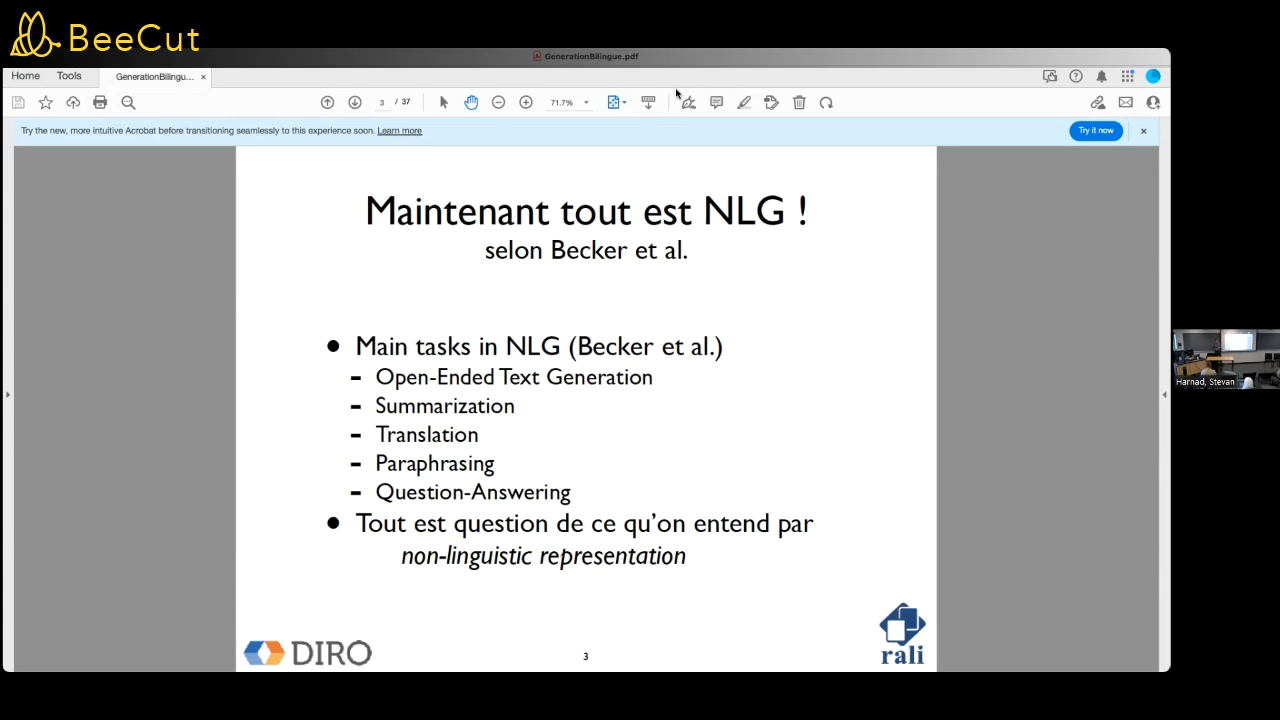 BeeCut
GenerationBilingue.pdf
Home Tools GenerationBilingu... ×
3 / 37 71.7%
Try the new, more intuitive Acrobat before transitioning seamlessly to this experience soon. Learn more Try it now ×
Maintenant tout est NLG !
selon Becker et al.
• Main tasks in NLG (Becker et al.)
- Open-Ended Text Generation
- Summarization
- Translation
- Paraphrasing
- Question-Answering
• Tout est question de ce qu'on entend par
non-linguistic representation
Harnad, Stevan
DIRO 3 rali